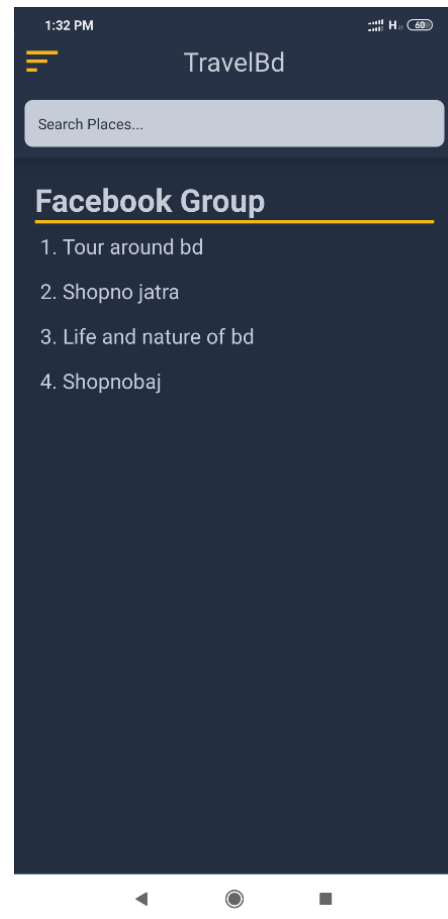 1:32 PM
H 60
TravelBd
Search Places...
Facebook Group
1. Tour around bd
2. Shopno jatra
3. Life and nature of bd
4. Shopnobaj